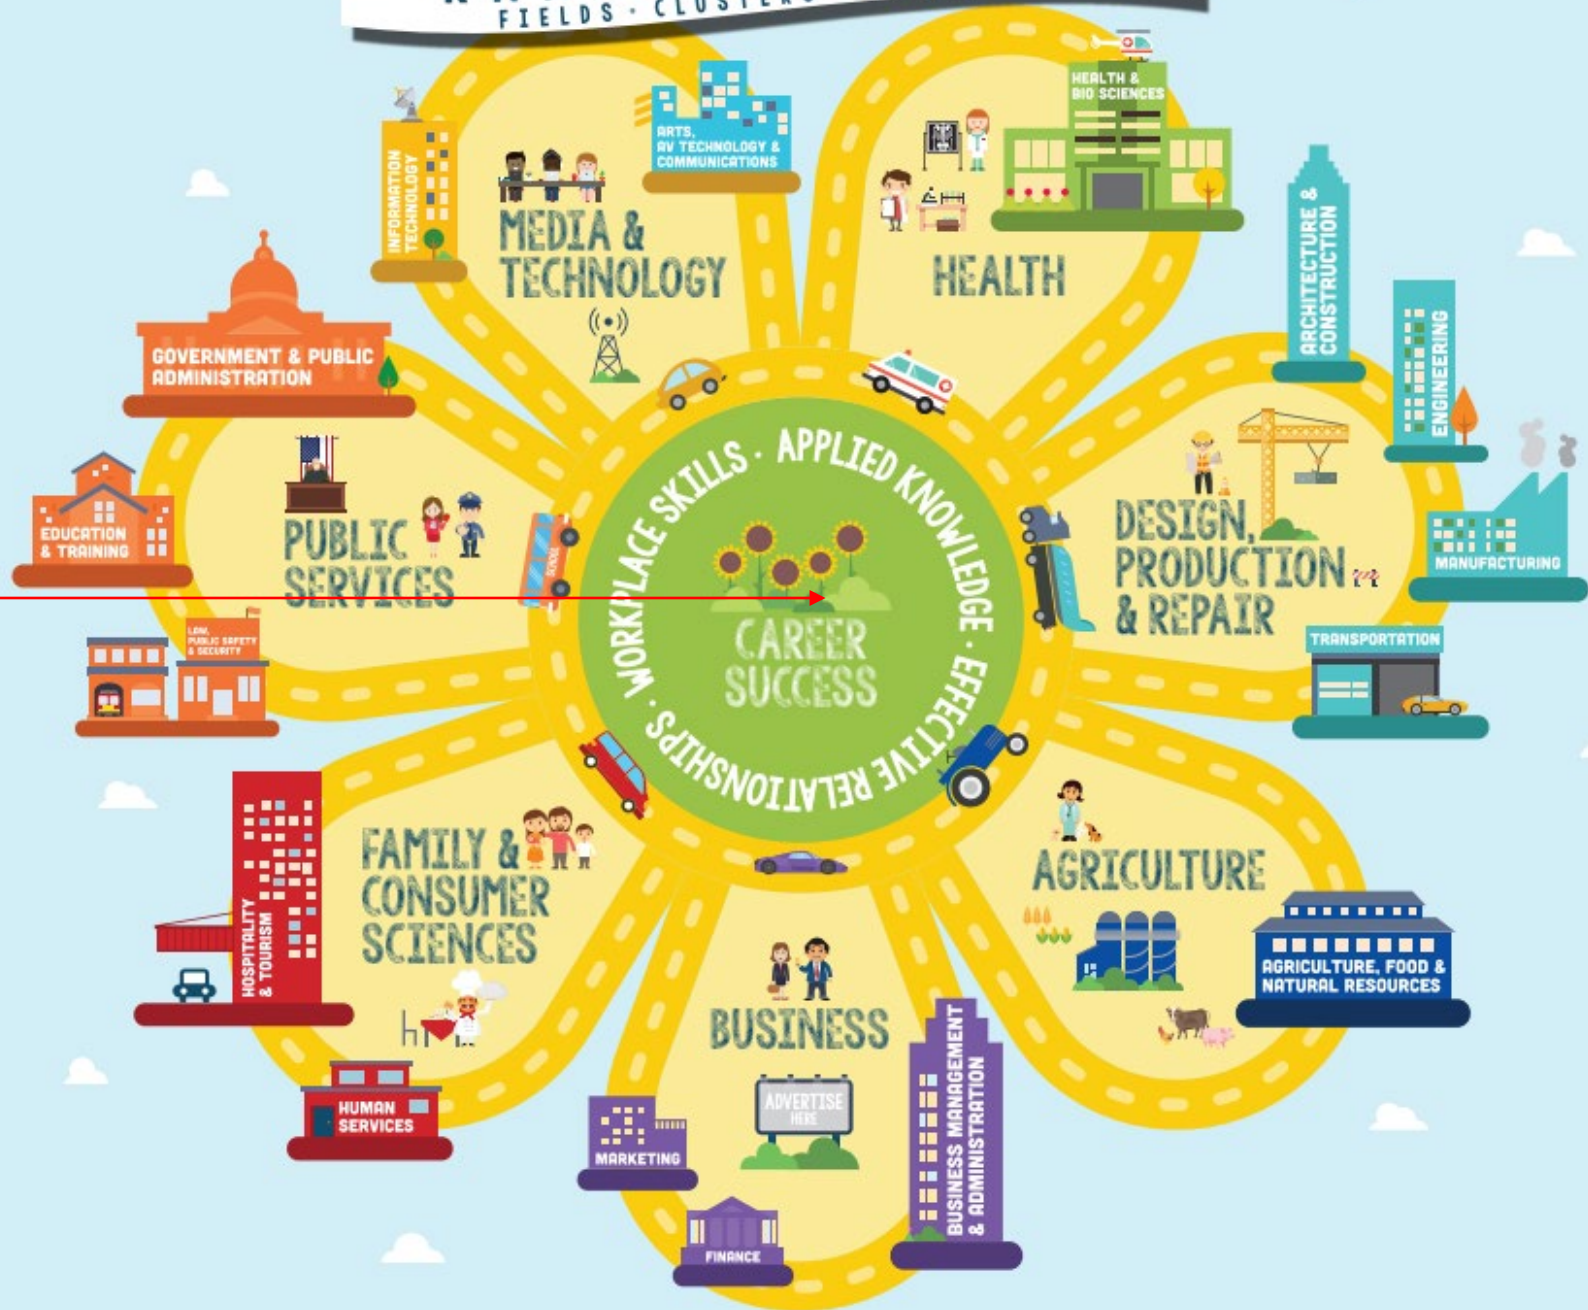 FIELDS · CLUSTERS
INFORMATION
TECHNOLOGY
ARTS,
AV TECHNOLOGY &
COMMUNICATIONS
MEDIA &
TECHNOLOGY
HEALTH &
BIO SCIENCES
HEALTH
ARCHITECTURE &
CONSTRUCTION
ENGINEERING
MANUFACTURING
TRANSPORTATION
DESIGN,
PRODUCTION
& REPAIR
GOVERNMENT & PUBLIC
ADMINISTRATION
EDUCATION
& TRAINING
LAW,
PUBLIC SAFETY
& SECURITY
PUBLIC
SERVICES
SCHOOL
WORKPLACE SKILLS · APPLIED KNOWLEDGE · EFFECTIVE RELATIONSHIPS ·
CAREER
SUCCESS
FAMILY &
CONSUMER
SCIENCES
HOSPITALITY
& TOURISM
HUMAN
SERVICES
BUSINESS
ADVERTISE
HERE
MARKETING
FINANCE
BUSINESS MANAGEMENT
& ADMINISTRATION
AGRICULTURE
AGRICULTURE, FOOD &
NATURAL RESOURCES